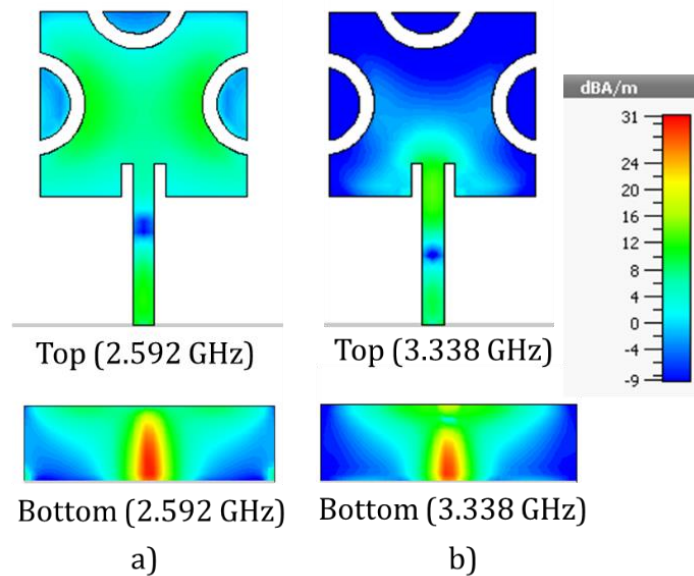 dBA/m
31
24
20
16
12
8
4
0
-4
-9
Top (2.592 GHz)
Top (3.338 GHz)
Bottom (2.592 GHz)
Bottom (3.338 GHz)
a)
b)